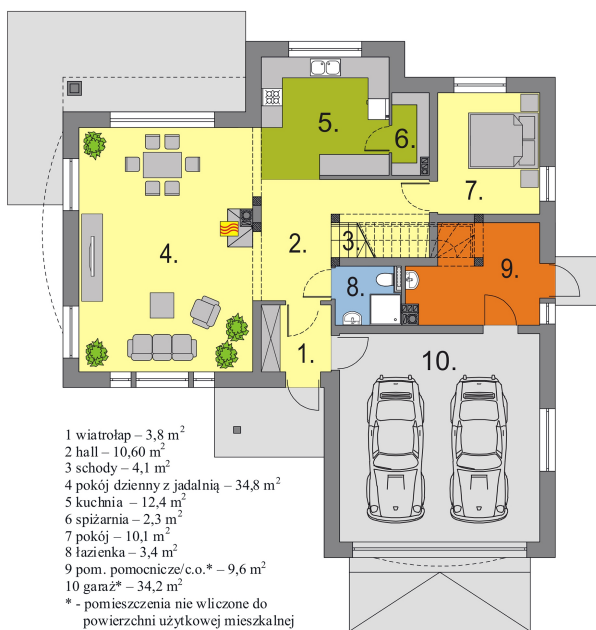 5.
6.
7.
4.
2.
3.
9.
8.
1.
10.
1 wiatrołap – 3,8 m²
2 hall – 10,60 m²
3 schody – 4,1 m²
4 pokój dzienny z jadalnią – 34,8 m²
5 kuchnia – 12,4 m²
6 spiżarnia – 2,3 m²
7 pokój – 10,1 m²
8 łazienka – 3,4 m²
9 pom. pomocnicze/c.o.* – 9,6 m²
10 garaż* – 34,2 m²
* - pomieszczenia nie wliczone do
powierzchni użytkowej mieszkalnej